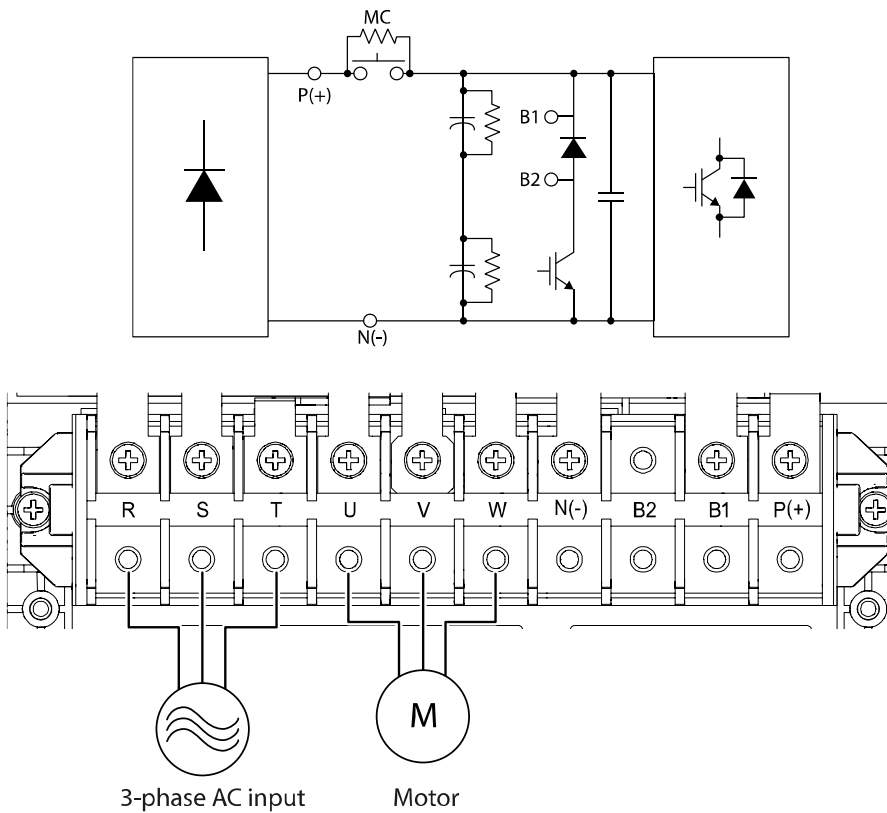 MC
P(+)
B1
B2
N(-)
R S T U V W N(-) B2 B1 P(+)
M
3-phase AC input
Motor